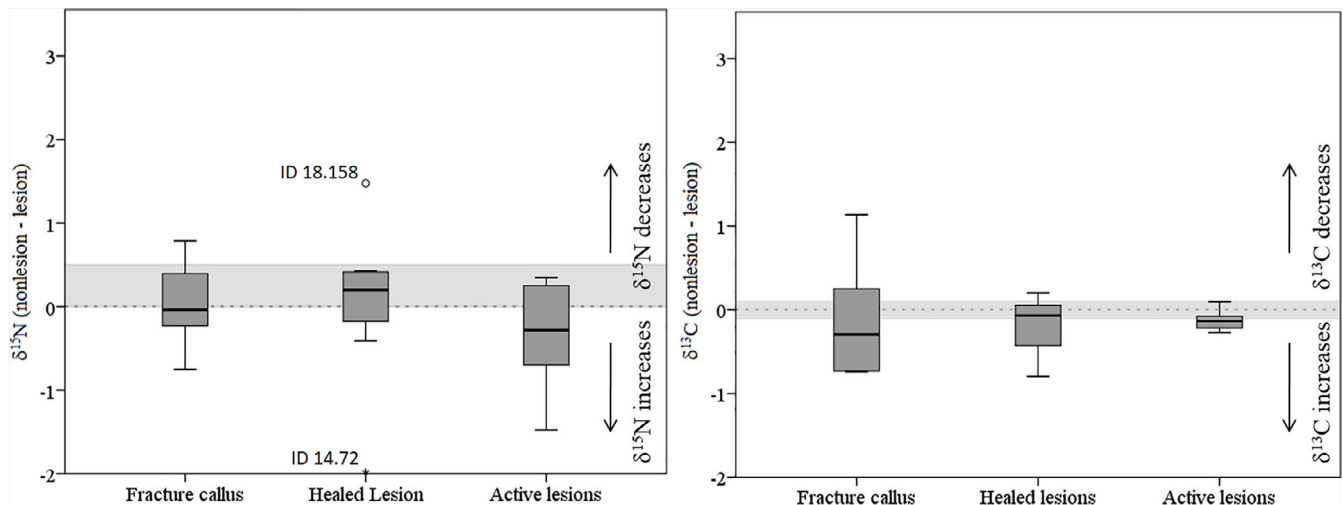 δ¹⁵N (nonlesion - lesion)
3
2
1
0
-1
-2
ID 18.158
ID 14.72
δ¹⁵N decreases
δ¹⁵N increases
Fracture callus
Healed Lesion
Active lesions
δ¹³C (nonlesion - lesion)
3
2
1
0
-1
-2
δ¹³C decreases
δ¹³C increases
Fracture callus
Healed lesions
Active lesions